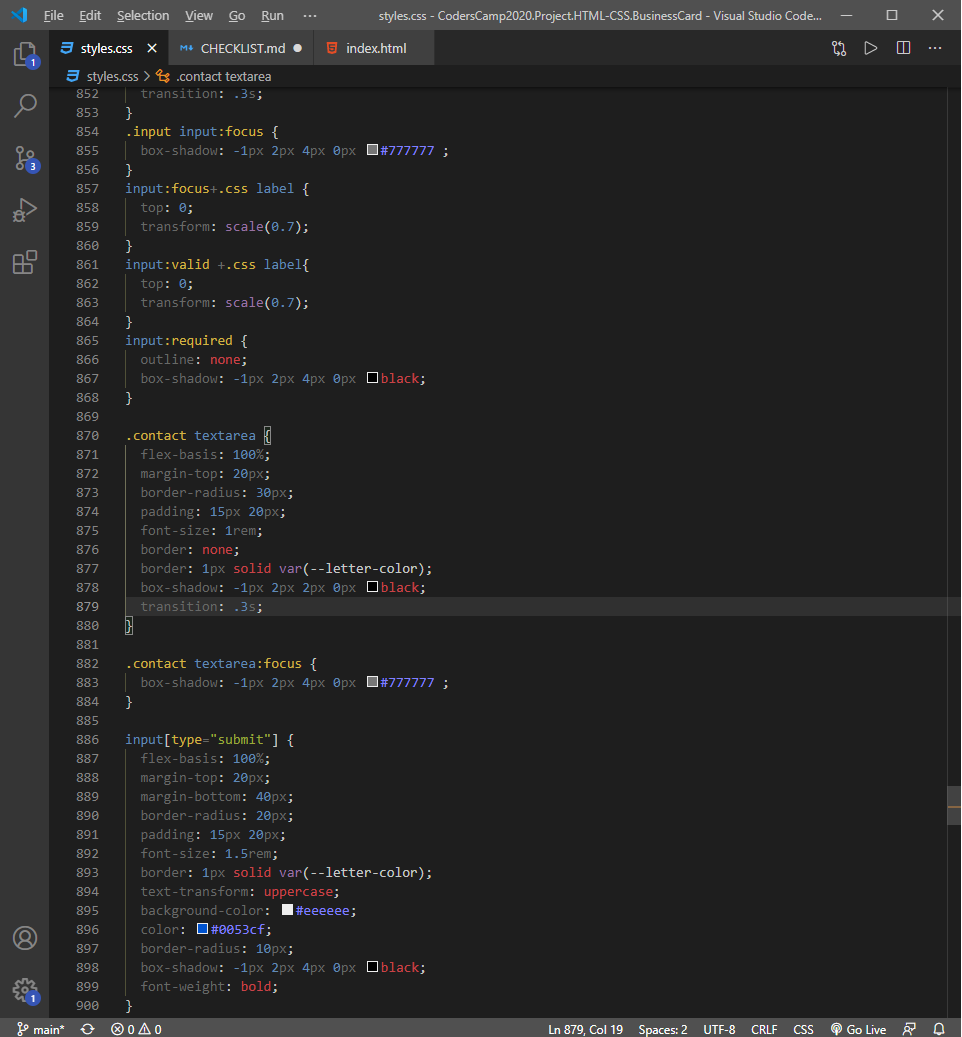 File Edit Selection View Go Run ··· styles.css - CodersCamp2020.Project.HTML-CSS.BusinessCard - Visual Studio Code...
styles.css CHECKLIST.md index.html
styles.css > .contact textarea
852 transition: .3s;
853 }
854 .input input:focus {
855 box-shadow: -1px 2px 4px 0px #777777 ;
856 }
857 input:focus+.css label {
858 top: 0;
859 transform: scale(0.7);
860 }
861 input:valid +.css label{
862 top: 0;
863 transform: scale(0.7);
864 }
865 input:required {
866 outline: none;
867 box-shadow: -1px 2px 4px 0px black;
868 }
869
870 .contact textarea {
871 flex-basis: 100%;
872 margin-top: 20px;
873 border-radius: 30px;
874 padding: 15px 20px;
875 font-size: 1rem;
876 border: none;
877 border: 1px solid var(--letter-color);
878 box-shadow: -1px 2px 2px 0px black;
879 transition: .3s;
880 }
881
882 .contact textarea:focus {
883 box-shadow: -1px 2px 4px 0px #777777 ;
884 }
885
886 input[type="submit"] {
887 flex-basis: 100%;
888 margin-top: 20px;
889 margin-bottom: 40px;
890 border-radius: 20px;
891 padding: 15px 20px;
892 font-size: 1.5rem;
893 border: 1px solid var(--letter-color);
894 text-transform: uppercase;
895 background-color: #eeeeee;
896 color: #0053cf;
897 border-radius: 10px;
898 box-shadow: -1px 2px 4px 0px black;
899 font-weight: bold;
900 }
1
3
1
main* 0 0 Ln 879, Col 19 Spaces: 2 UTF-8 CRLF CSS Go Live